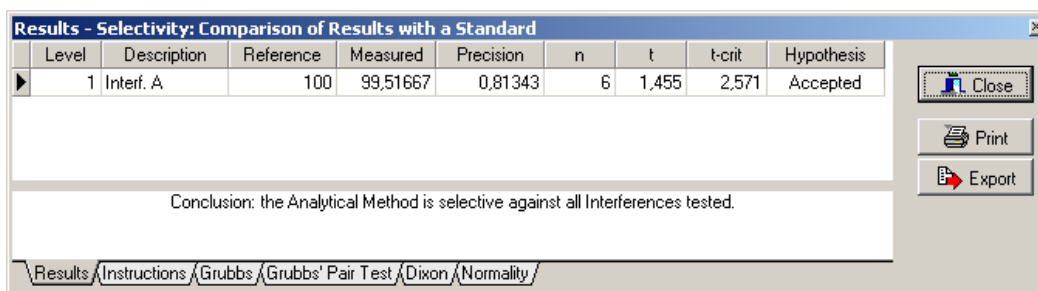 Results - Selectivity: Comparison of Results with a Standard
Level Description Reference Measured Precision n t t-crit Hypothesis
1 Interf. A 100 99,51667 0,81343 6 1,455 2,571 Accepted
Close
Print
Export
Conclusion: the Analytical Method is selective against all Interferences tested.
Results Instructions Grubbs Grubbs' Pair Test Dixon Normality